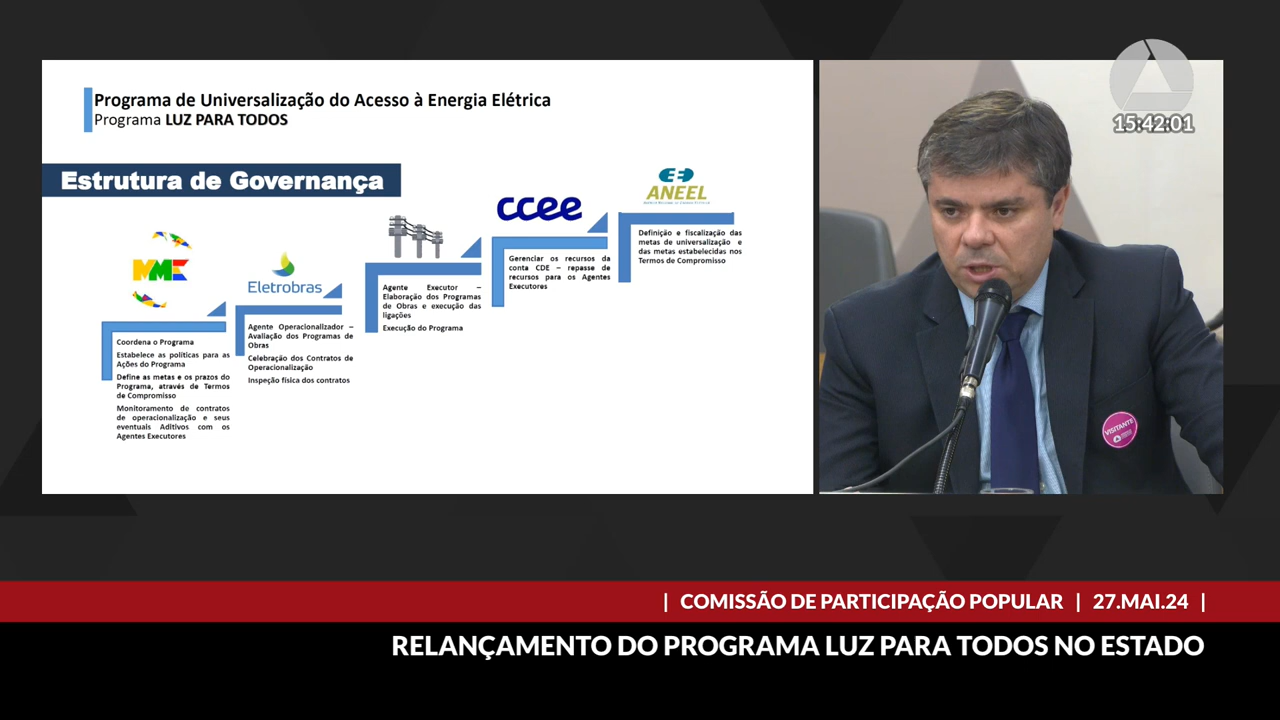 Programa de Universalização do Acesso à Energia Elétrica
Programa LUZ PARA TODOS
Estrutura de Governança
MME
Coordena o Programa
Estabelece as políticas para as
Ações do Programa
Define as metas e os prazos do
Programa, através de Termos
de Compromisso
Monitoramento de contratos
de operacionalização e seus
eventuais Aditivos com os
Agentes Executores
Eletrobras
Agente Operacionalizador –
Avaliação dos Programas de
Obras
Celebração dos Contratos de
Operacionalização
Inspeção física dos contratos
Agente Executor –
Elaboração dos Programas
de Obras e execução das
ligações
Execução do Programa
ccee
Gerenciar os recursos da
conta CDE – repasse de
recursos para os Agentes
Executores
ANEEL
Definição e fiscalização das
metas de universalização e
das metas estabelecidas nos
Termos de Compromisso
15:42:01
VISITANTE
| COMISSÃO DE PARTICIPAÇÃO POPULAR | 27.MAI.24 |
RELANÇAMENTO DO PROGRAMA LUZ PARA TODOS NO ESTADO